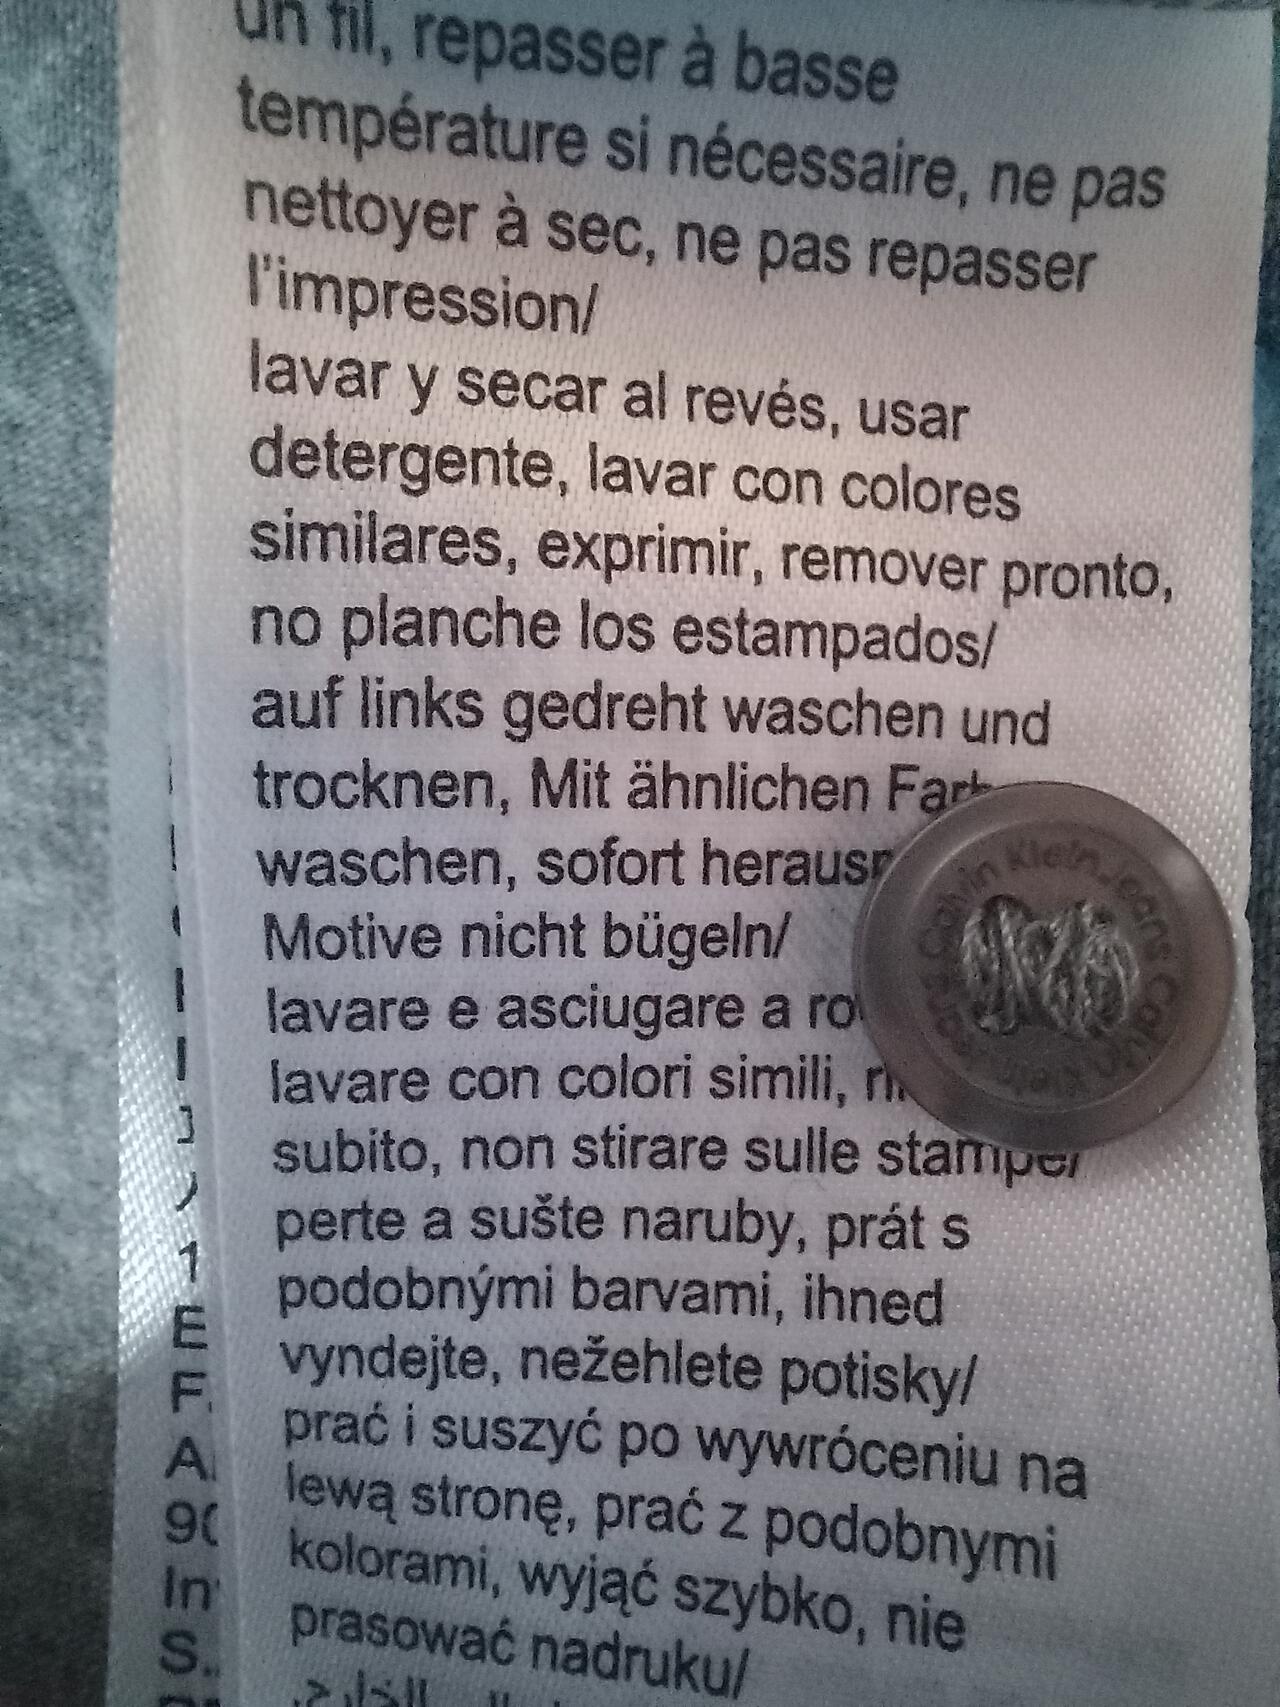 un fil, repasser à basse
température si nécessaire, ne pas
nettoyer à sec, ne pas repasser
l'impression/
lavar y secar al revés, usar
detergente, lavar con colores
similares, exprimir, remover pronto,
no planche los estampados/
auf links gedreht waschen und
trocknen, Mit ähnlichen
waschen, sofort
Motive nicht bügeln/
lavare e asciugare a
lavare con colori simili,
subito, non stirare sulle stampe/
perte a sušte naruby, prát s
podobnými barvami, ihned
vyndejte, nežehlete potisky/
prać i suszyć po wywróceniu na
lewą stronę, prać z podobnymi
kolorami, wyjąć szybko, nie
prasować nadruku/
Calvin Klein Jeans Calvin Klein Jeans